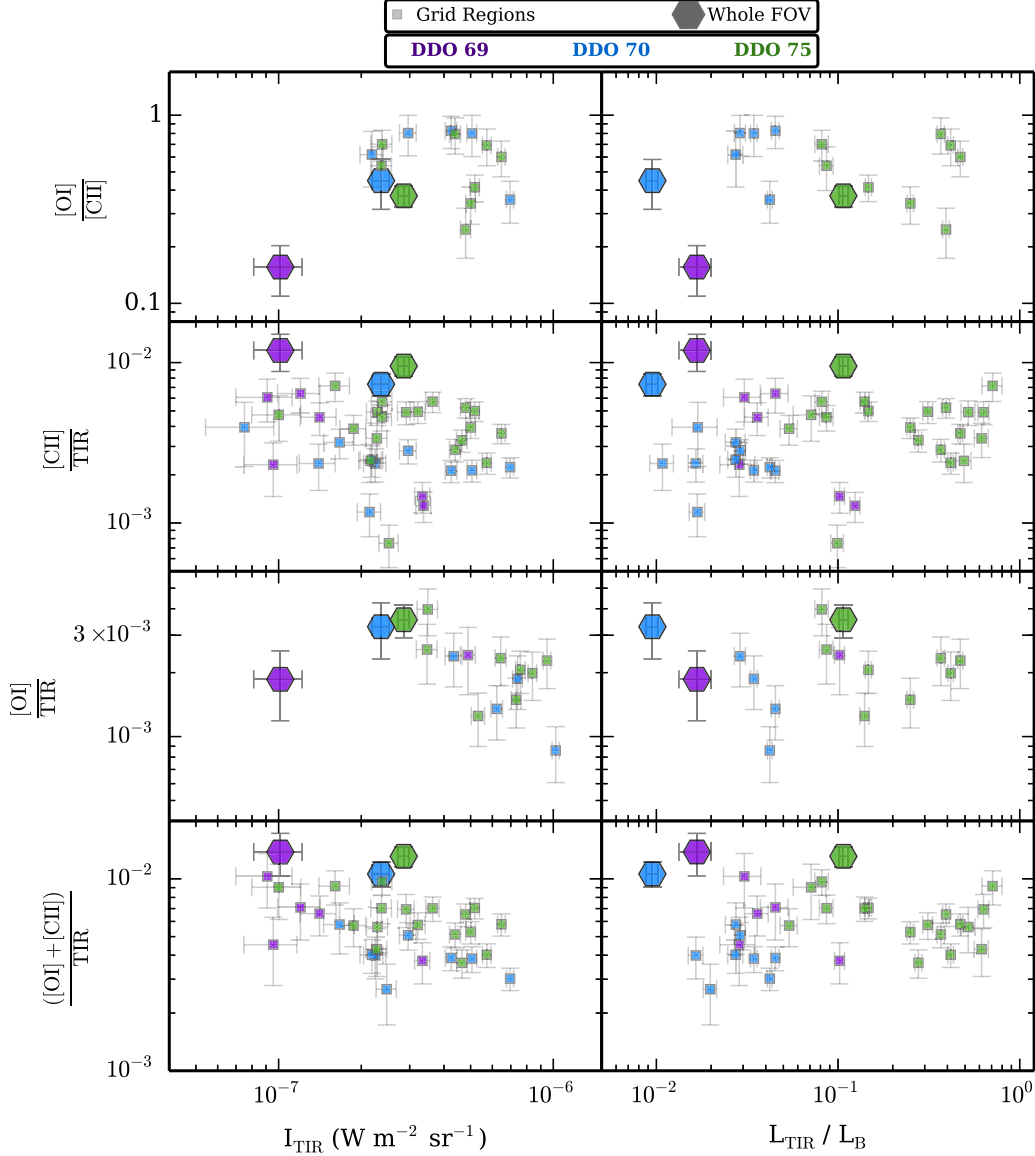 Grid Regions Whole FOV
DDO 69 DDO 70 DDO 75
1
[OI]
[CII]
0.1
10⁻²
[CII]
TIR
10⁻³
3 ×10⁻³
[OI]
TIR
10⁻³
10⁻²
([OI]+[CII])
TIR
10⁻³
10⁻⁷ 10⁻⁶ 10⁻² 10⁻¹ 10⁰
I_TIR (W m⁻² sr⁻¹) L_TIR / L_B